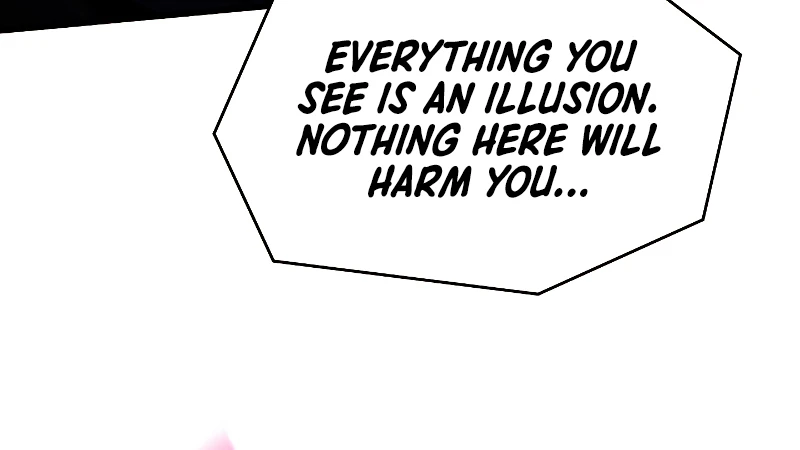 EVERYTHING YOU
SEE IS AN ILLUSION.
NOTHING HERE WILL
HARM YOU...